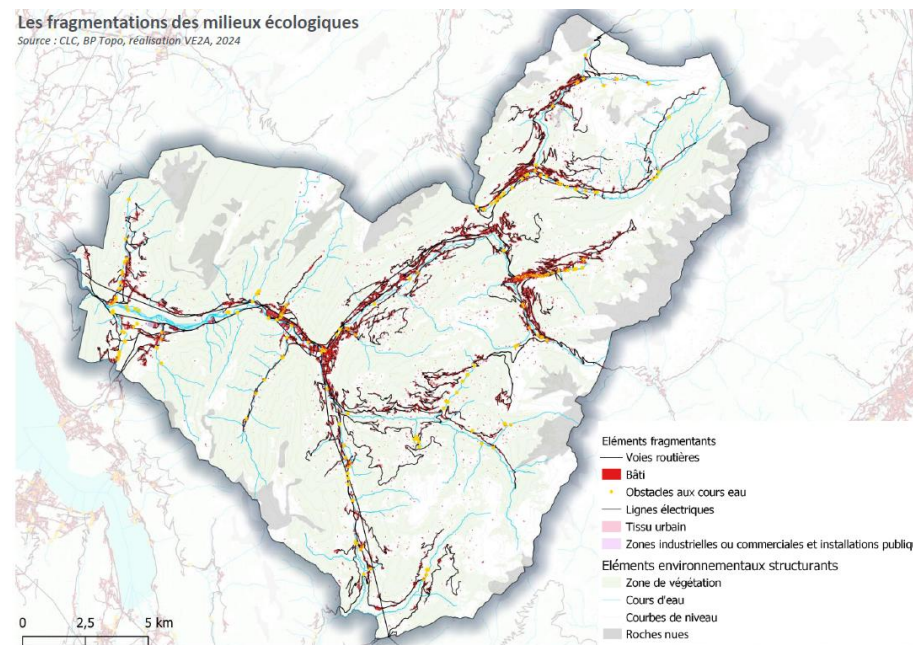 Les fragmentations des milieux écologiques
Source : CLC, BP Topo, réalisation VE2A, 2024
Eléments fragmentants
Voies routières
Bâti
Obstacles aux cours eau
Lignes électriques
Tissu urbain
Zones industrielles ou commerciales et installations publiq
Eléments environnementaux structurants
Zone de végétation
Cours d'eau
Courbes de niveau
Roches nues
0 2,5 5 km